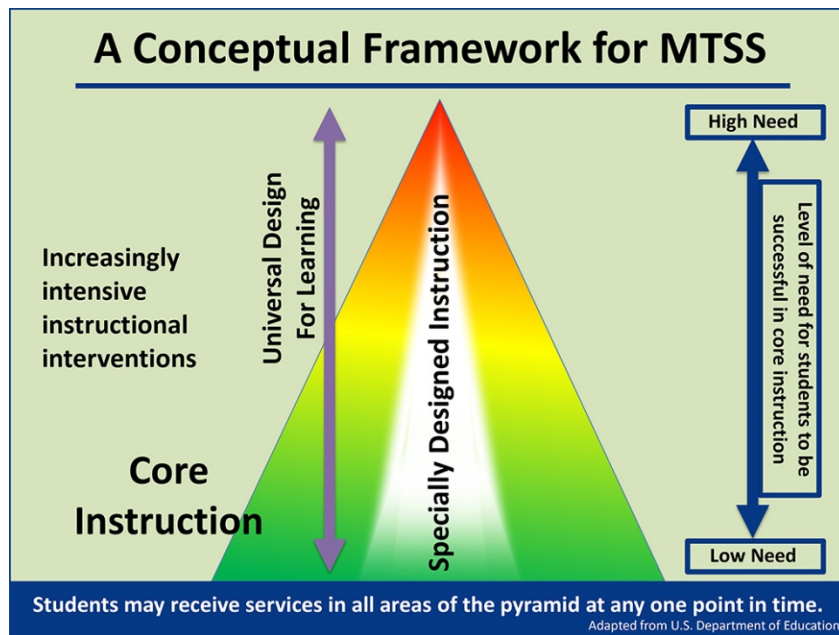 A Conceptual Framework for MTSS
Increasingly
intensive
instructional
interventions
Core
Instruction
Universal Design
For Learning
Specially Designed Instruction
High Need
Level of need for students to be
successful in core instruction
Low Need
Students may receive services in all areas of the pyramid at any one point in time.
Adapted from U.S. Department of Education